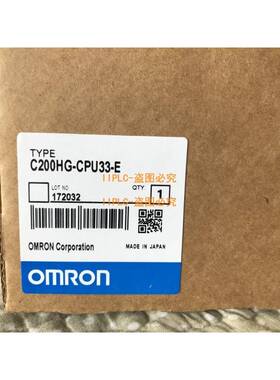 TYPE
C200HG-CPU33-E
IIPLC-盗图必究
LOT NO
172032
QTY
1
IIPLC-盗图必究
OMRON Corporation
MADE IN JAPAN
OMRON